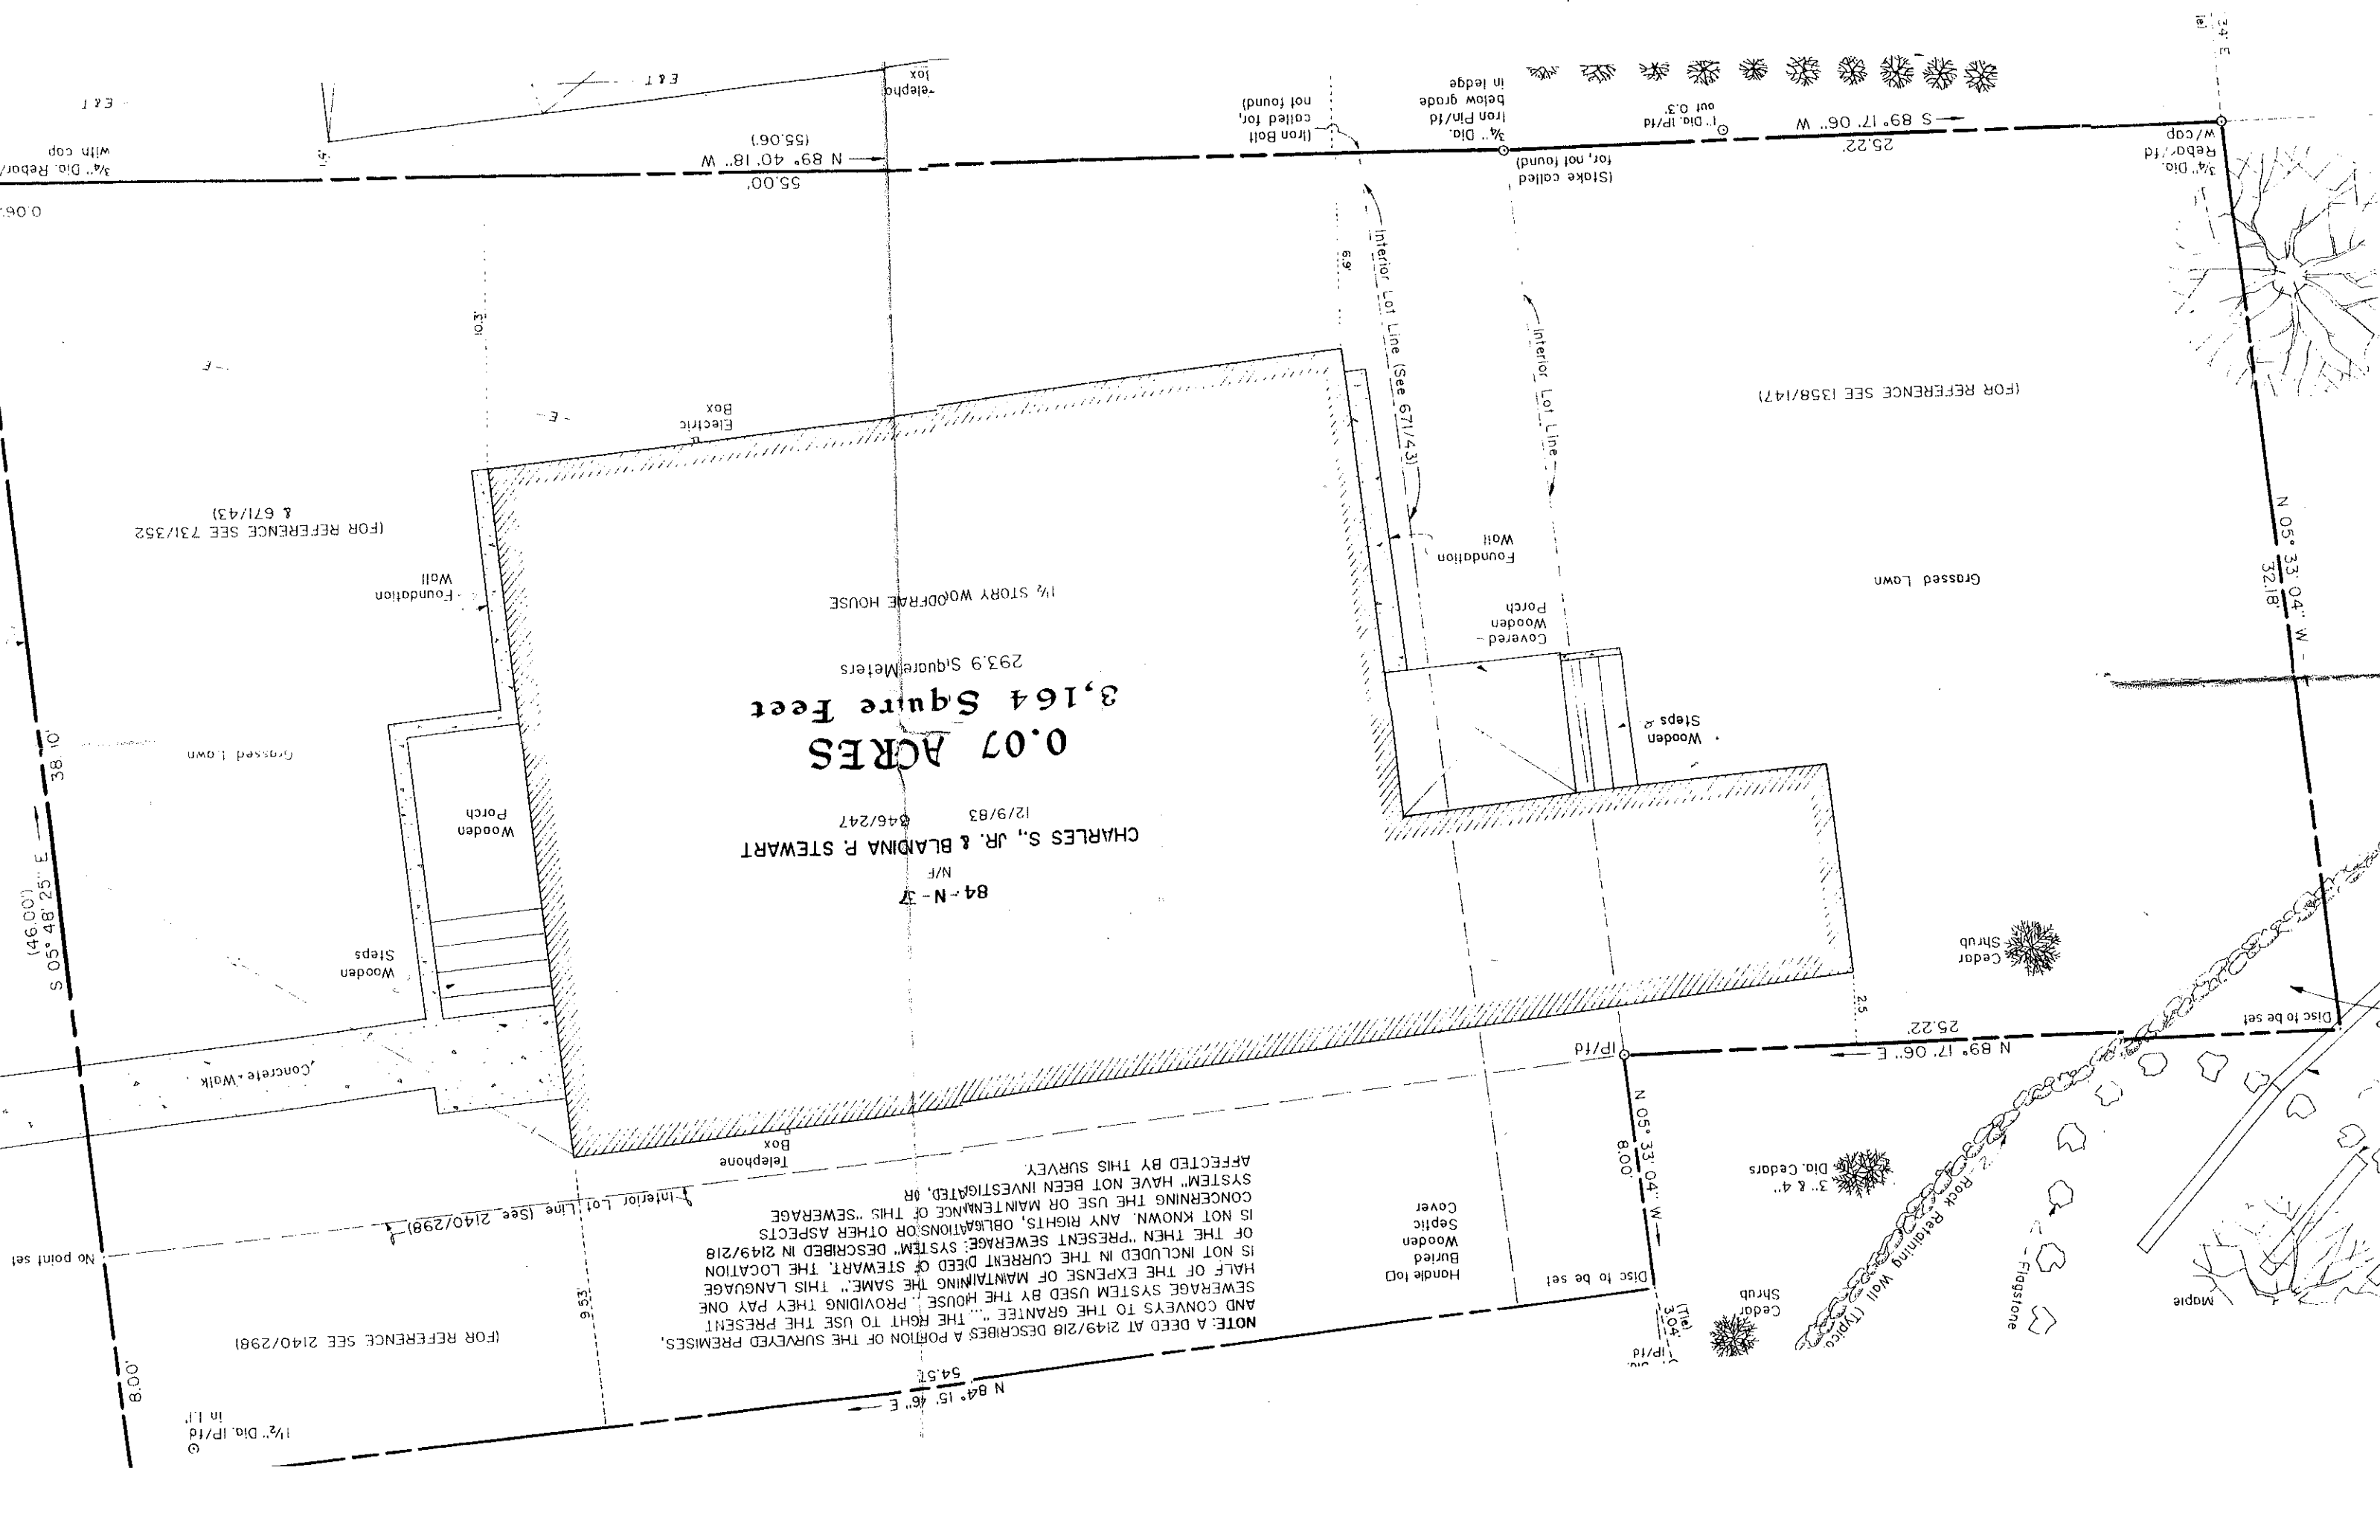 1½" Dia. IP/fd
in 1.1'
8.00'
No point set
(FOR REFERENCE SEE 2140/298)
9.53'
N 84° 15' 46" E
54.51'
NOTE: A DEED AT 2149/218 DESCRIBES A PORTION OF THE SURVEYED PREMISES,
AND CONVEYS TO THE GRANTEE "... THE RIGHT TO USE THE PRESENT
SEWERAGE SYSTEM USED BY THE HOUSE ... PROVIDING THEY PAY ONE
HALF OF THE EXPENSE OF MAINTAINING THE SAME." THIS LANGUAGE
IS NOT INCLUDED IN THE CURRENT DEED OF STEWART. THE LOCATION
OF THE THEN "PRESENT SEWERAGE SYSTEM" DESCRIBED IN 2149/218
IS NOT KNOWN. ANY RIGHTS, OBLIGATIONS OR OTHER ASPECTS
CONCERNING THE USE OR MAINTENANCE OF THIS "SEWERAGE
SYSTEM" HAVE NOT BEEN INVESTIGATED, OR
AFFECTED BY THIS SURVEY.
Interior Lot Line (See 2140/298)
Telephone
Box
Handle to
Buried
Wooden
Septic
Cover
Disc to be set
IP/fd
3.04'
(Tie)
Cedar
Shrub
Maple
Flagstone
Rock Retaining Wall
3" & 4"
Dia. Cedars
N 05° 33' 04" W
8.00'
IP/fd
N 89° 17' 06" E
25.22'
Disc to be set
2.5
Cedar
Shrub
Concrete Walk
Wooden
Steps
Wooden
Porch
84-N-
N/F
CHARLES S., JR. & BLADINA P. STEWART
12/9/83
646/247
0.07 ACRES
3,164 Squire Feet
293.9 Square Meters
1½ STORY WOODFRAE HOUSE
(46.00')
S 05° 48' 25" E
38.10'
Grassed Lawn
Foundation
Wall
(FOR REFERENCE SEE 731/352
& 671/43)
Wooden
Steps
Covered
Wooden
Porch
Foundation
Wall
Grassed Lawn
N 05° 33' 04" W
32.18'
Interior Lot Line (See 671/43)
Interior Lot Line
(FOR REFERENCE SEE 1358/147)
Electric
Box
E
E
10.3'
6.9'
¾" Dia.
Rebar/fd
w/cap
25.22'
S 89° 17' 06" W
1" Dia. IP/fd
out 0.3'
(Stake called
for, not found)
¾" Dia.
Iron Pin/fd
below grade
in ledge
(Iron Bolt
called for,
not found)
55.00'
N 89° 40' 18" W
(55.06')
0.06'
¾" Dia. Rebar/
with cap
E & T
E & T
34' E